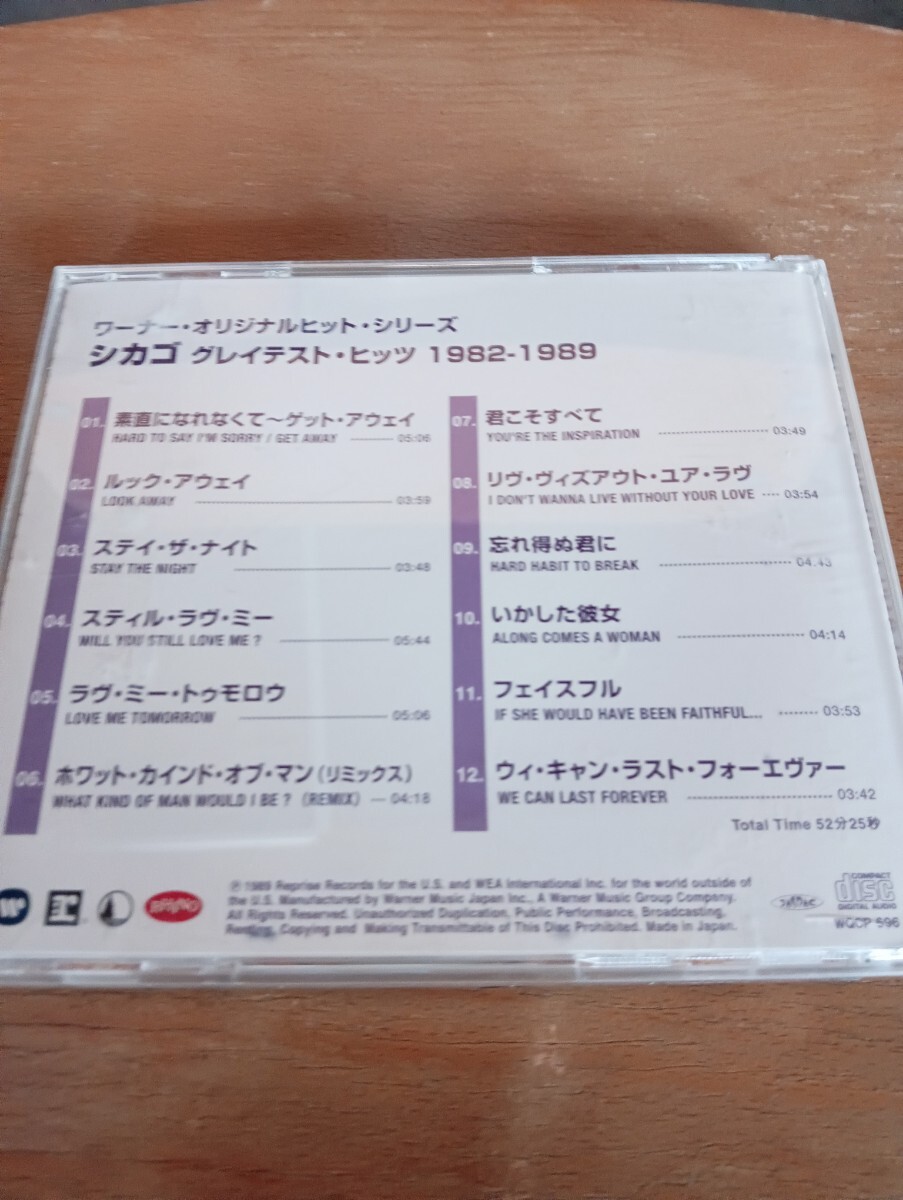 ワーナー・オリジナルヒット・シリーズ
シカゴ グレイテスト・ヒッツ 1982-1989
01. 素直になれなくて～ゲット・アウェイ
HARD TO SAY I'M SORRY / GET AWAY 05:06
02. ルック・アウェイ
LOOK AWAY 03:59
03. ステイ・ザ・ナイト
STAY THE NIGHT 03:48
04. スティル・ラヴ・ミー
WILL YOU STILL LOVE ME ? 05:44
05. ラヴ・ミー・トゥモロウ
LOVE ME TOMORROW 05:06
06. ホワット・カインド・オブ・マン(リミックス)
WHAT KIND OF MAN WOULD I BE ? (REMIX) 04:18
07. 君こそすべて
YOU'RE THE INSPIRATION 03:49
08. リヴ・ヴィズアウト・ユア・ラヴ
I DON'T WANNA LIVE WITHOUT YOUR LOVE 03:54
09. 忘れ得ぬ君に
HARD HABIT TO BREAK 04:43
10. いかした彼女
ALONG COMES A WOMAN 04:14
11. フェイスフル
IF SHE WOULD HAVE BEEN FAITHFUL... 03:53
12. ウィ・キャン・ラスト・フォーエヴァー
WE CAN LAST FOREVER 03:42
Total Time 52分25秒
℗ 1989 Reprise Records for the U.S. and WEA International Inc. for the world outside of
the U.S. Manufactured by Warner Music Japan Inc., A Warner Music Group Company.
All Rights Reserved. Unauthorized Duplication, Public Performance, Broadcasting,
Renting, Copying and Making Transmittable of This Disc Prohibited. Made in Japan.
RHINO
COMPACT
disc
DIGITAL AUDIO
WQCP 596